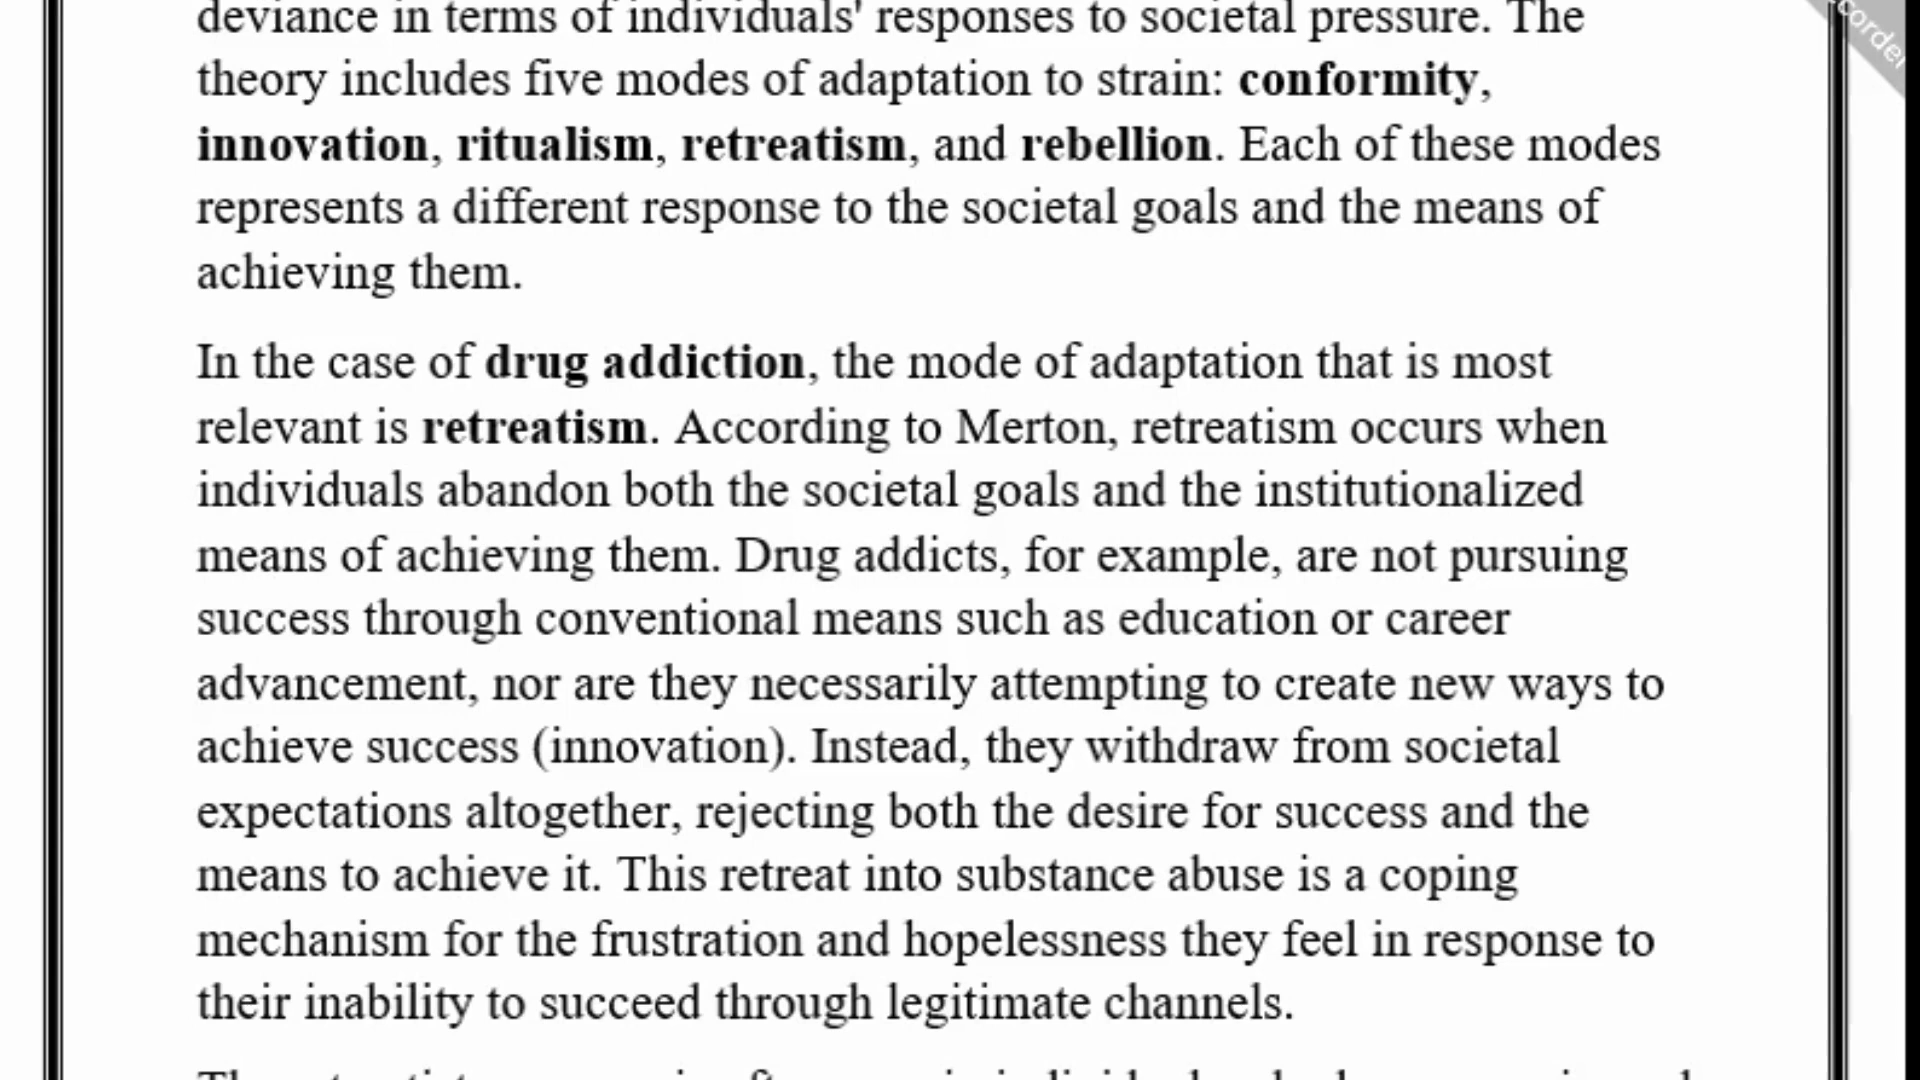 deviance in terms of individuals' responses to societal pressure. The
theory includes five modes of adaptation to strain: conformity,
innovation, ritualism, retreatism, and rebellion. Each of these modes
represents a different response to the societal goals and the means of
achieving them.
In the case of drug addiction, the mode of adaptation that is most
relevant is retreatism. According to Merton, retreatism occurs when
individuals abandon both the societal goals and the institutionalized
means of achieving them. Drug addicts, for example, are not pursuing
success through conventional means such as education or career
advancement, nor are they necessarily attempting to create new ways to
achieve success (innovation). Instead, they withdraw from societal
expectations altogether, rejecting both the desire for success and the
means to achieve it. This retreat into substance abuse is a coping
mechanism for the frustration and hopelessness they feel in response to
their inability to succeed through legitimate channels.